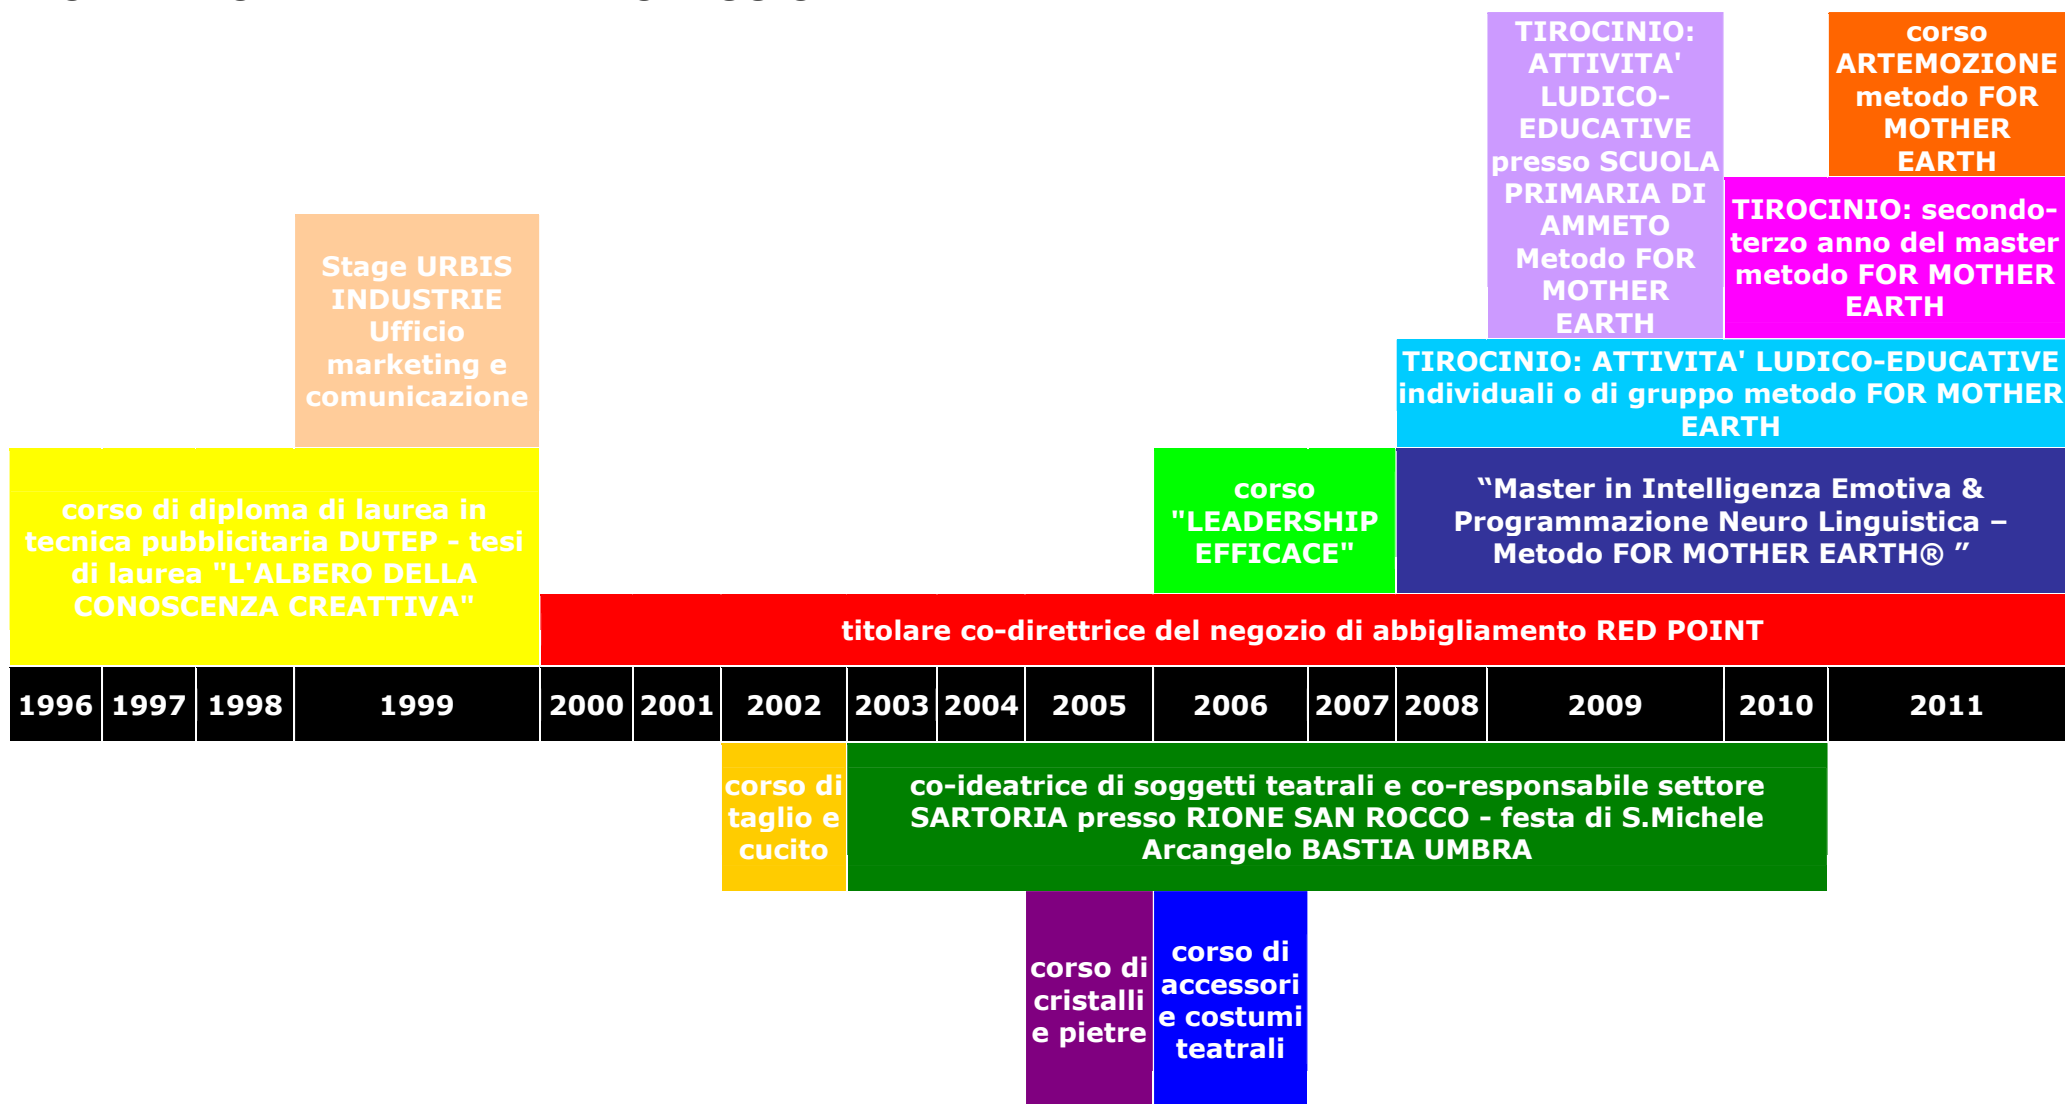 TIROCINIO:
ATTIVITA'
LUDICO-
EDUCATIVE
presso SCUOLA
PRIMARIA DI
AMMETO
Metodo FOR
MOTHER
EARTH
corso
ARTEMOZIONE
metodo FOR
MOTHER
EARTH
TIROCINIO: secondo-
terzo anno del master
metodo FOR MOTHER
EARTH
Stage URBIS
INDUSTRIE
Ufficio
marketing e
comunicazione
TIROCINIO: ATTIVITA' LUDICO-EDUCATIVE
individuali o di gruppo metodo FOR MOTHER
EARTH
corso di diploma di laurea in
tecnica pubblicitaria DUTEP - tesi
di laurea "L'ALBERO DELLA
CONOSCENZA CREATTIVA"
corso
"LEADERSHIP
EFFICACE"
“Master in Intelligenza Emotiva &
Programmazione Neuro Linguistica –
Metodo FOR MOTHER EARTH® ”
titolare co-direttrice del negozio di abbigliamento RED POINT
1996 1997 1998 1999 2000 2001 2002 2003 2004 2005 2006 2007 2008 2009 2010 2011
corso di
taglio e
cucito
co-ideatrice di soggetti teatrali e co-responsabile settore
SARTORIA presso RIONE SAN ROCCO - festa di S.Michele
Arcangelo BASTIA UMBRA
corso di
cristalli
e pietre
corso di
accessori
e costumi
teatrali